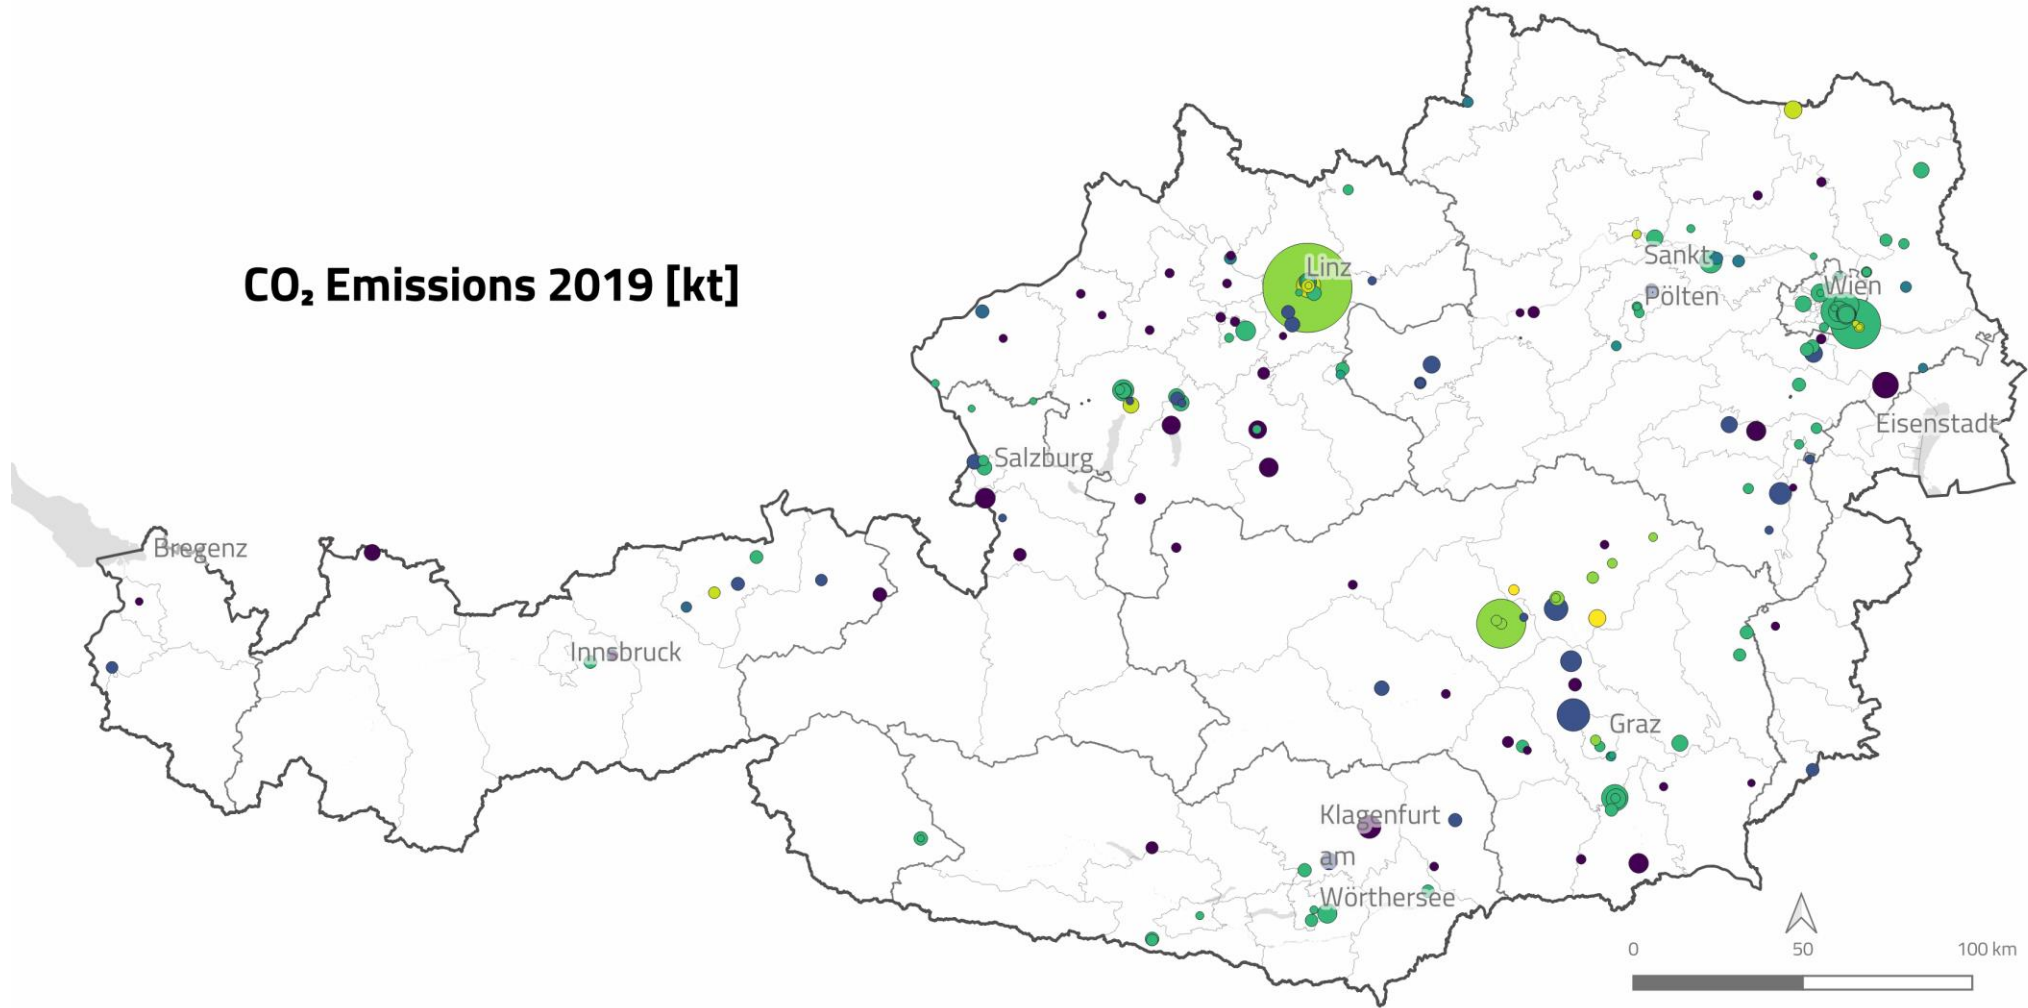 CO₂ Emissions 2019 [kt]
Linz
Sankt
Pölten
Wien
Eisenstadt
Salzburg
Bregenz
Innsbruck
Graz
Klagenfurt
am
Wörthersee
0 50 100 km